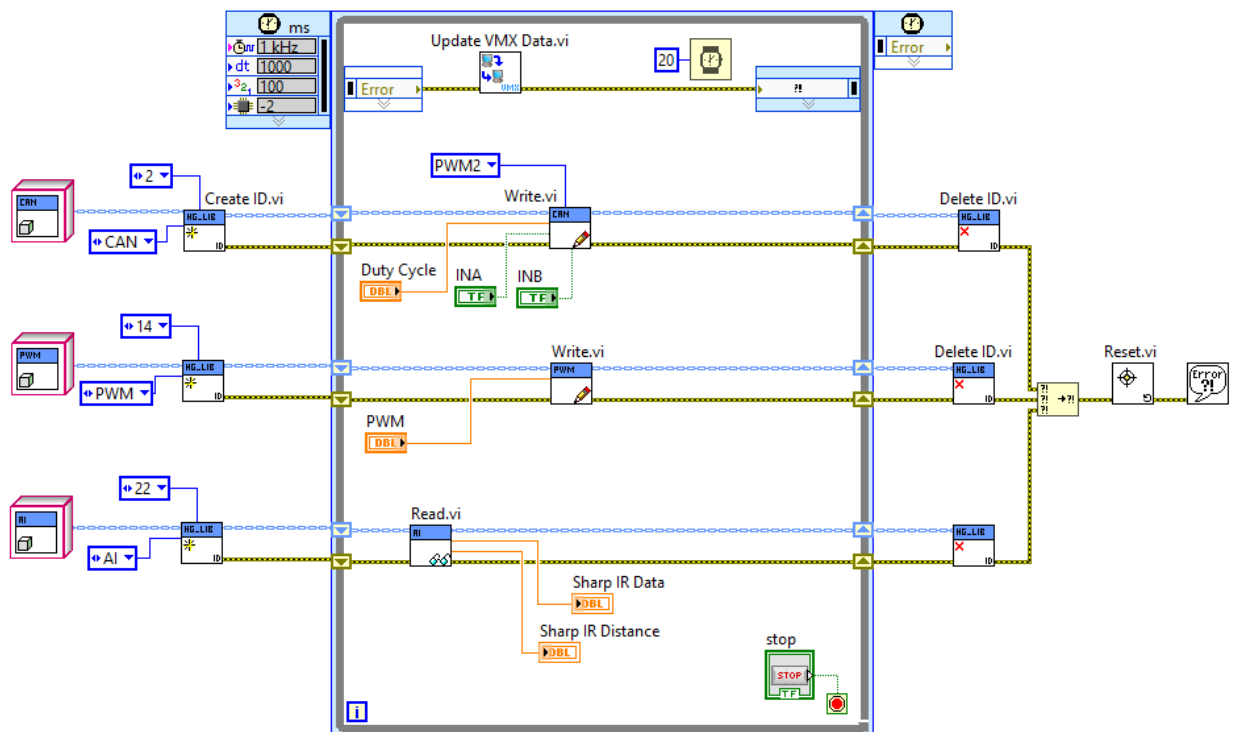 ms
1 kHz
dt 1000
321 100
-2
Error
Update VMX Data.vi
VMX
20
Error
?!
Error
CAN
2
CAN
Create ID.vi
HG_LIB
ID
PWM2
Write.vi
CAN
Duty Cycle
DBL
INA
TF
INB
TF
Delete ID.vi
HG_LIB
ID
PWM
14
PWM
HG_LIB
ID
Write.vi
PWM
PWM
DBL
Delete ID.vi
HG_LIB
ID
?!
?! →?!
?!
Reset.vi
Error
?!
AI
22
AI
HG_LIB
ID
Read.vi
AI
Sharp IR Data
DBL
Sharp IR Distance
DBL
HG_LIB
ID
stop
STOP
TF
i